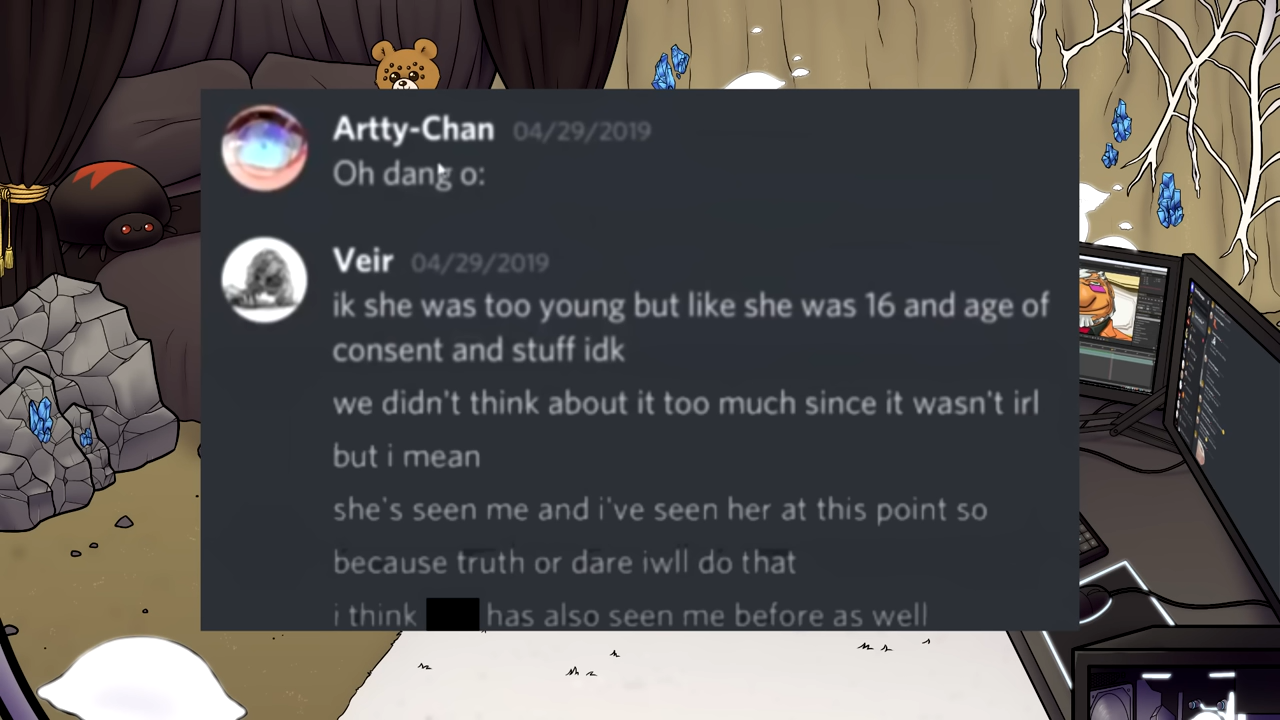 Artty-Chan 04/29/2019
Oh dang o:
Veir 04/29/2019
ik she was too young but like she was 16 and age of
consent and stuff idk
we didn't think about it too much since it wasn't irl
but i mean
she's seen me and i've seen her at this point so
because truth or dare iwll do that
i think has also seen me before as well